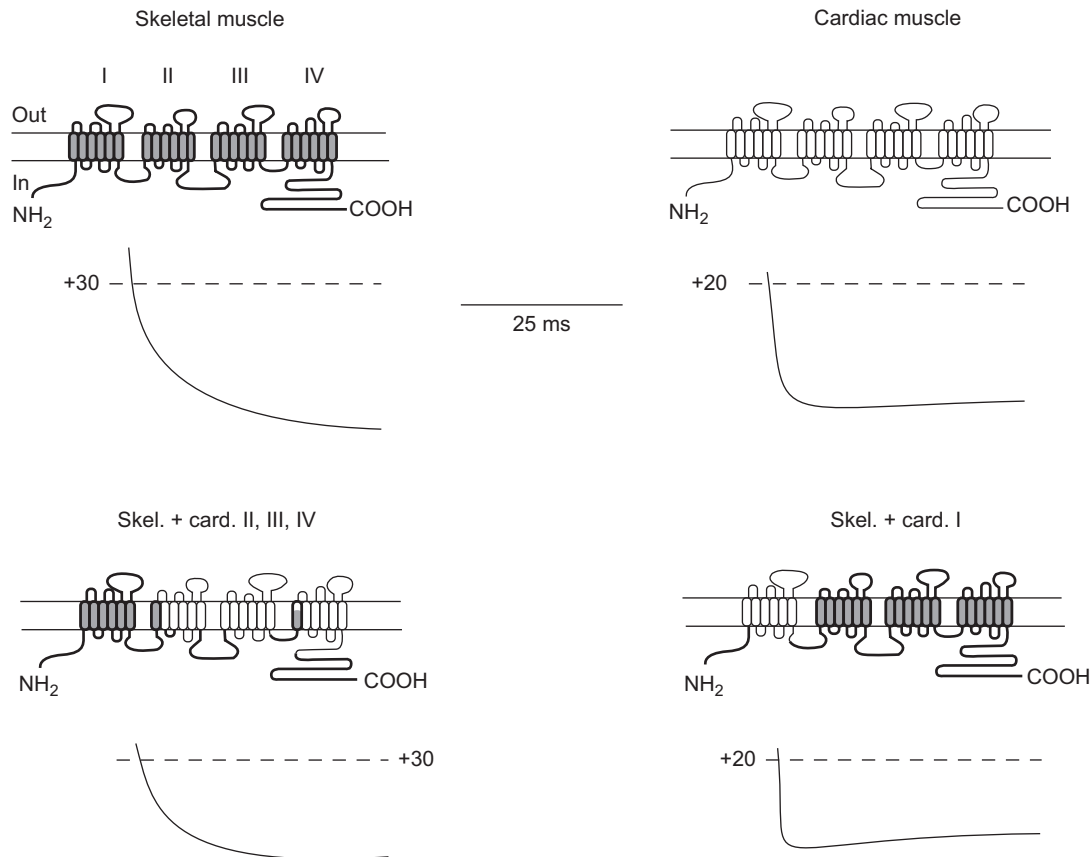 Skeletal muscle
Cardiac muscle
I II III IV
Out
In
NH2
COOH
NH2
COOH
+30
25 ms
+20
Skel. + card. II, III, IV
Skel. + card. I
NH2
COOH
NH2
COOH
+30
+20